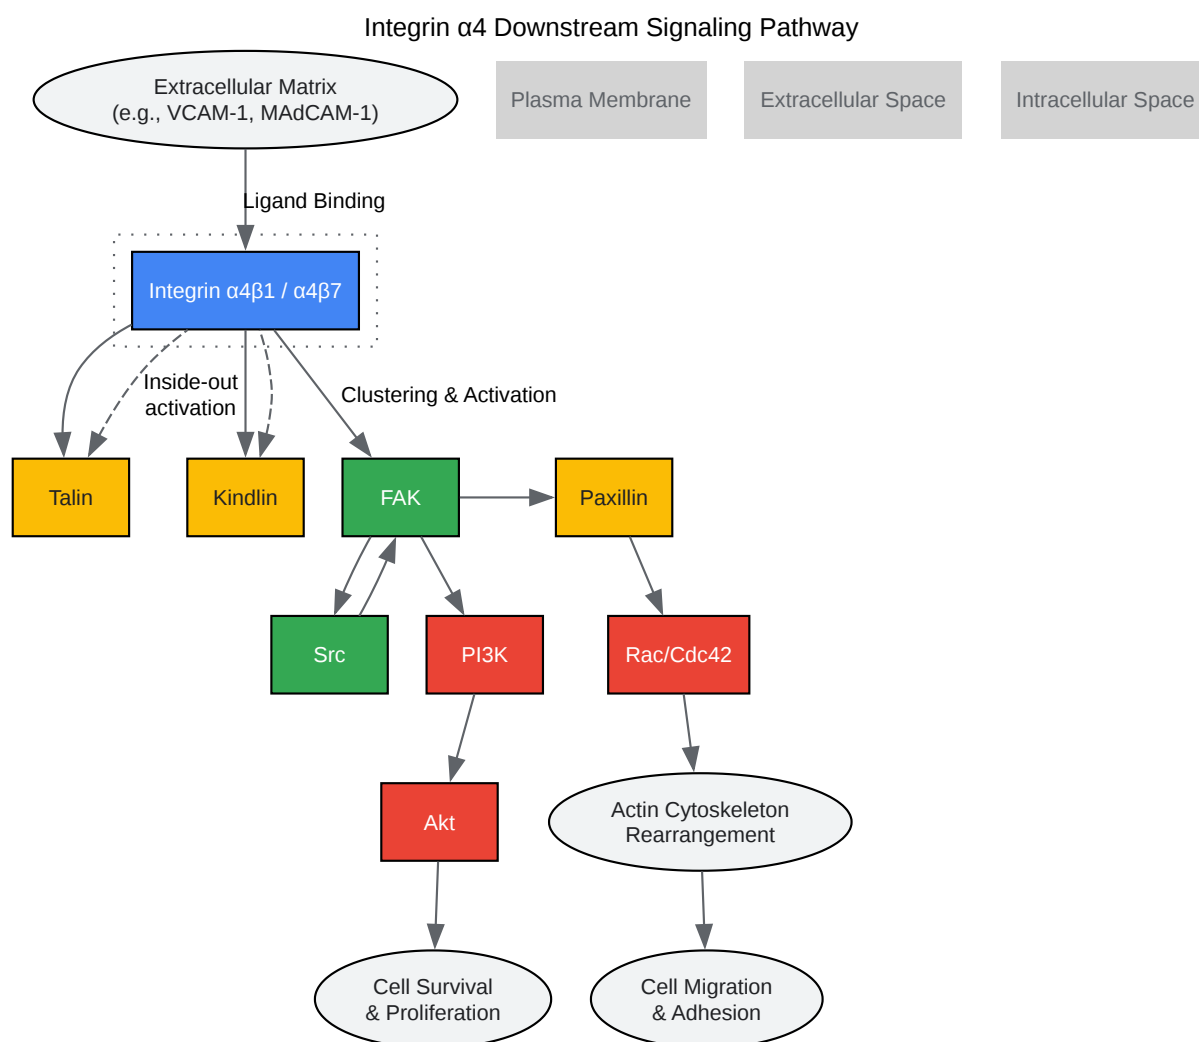 Integrin α4 Downstream Signaling Pathway
Extracellular Matrix
(e.g., VCAM-1, MAdCAM-1)
Plasma Membrane
Extracellular Space
Intracellular Space
Ligand Binding
Integrin α4β1 / α4β7
Inside-out
activation
Clustering & Activation
Talin
Kindlin
FAK
Paxillin
Src
PI3K
Rac/Cdc42
Akt
Actin Cytoskeleton
Rearrangement
Cell Survival
& Proliferation
Cell Migration
& Adhesion